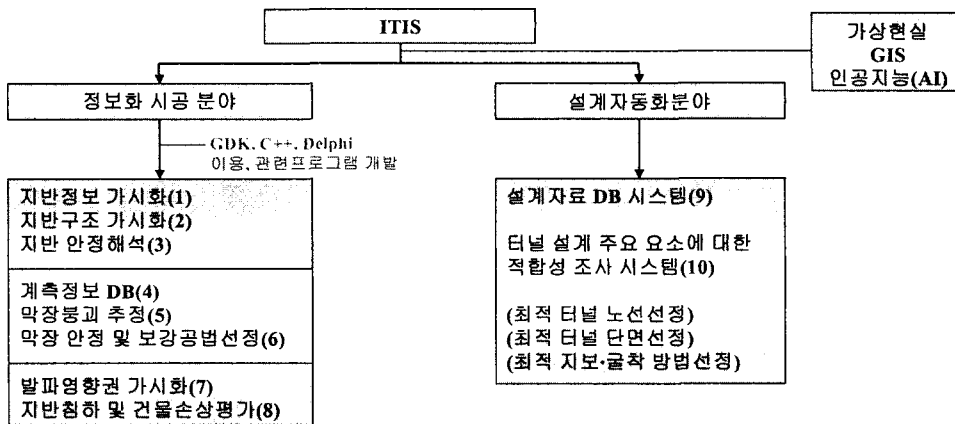 ITIS
가상현실
GIS
인공지능(AI)
정보화 시공 분야
설계자동화분야
GDK, C++, Delphi
이용, 관련프로그램 개발
지반정보 가시화(1)
지반구조 가시화(2)
지반 안정해석(3)
계측정보 DB(4)
막장붕괴 추정(5)
막장 안정 및 보강공법선정(6)
발파영향권 가시화(7)
지반침하 및 건물손상평가(8)
설계자료 DB 시스템(9)
터널 설계 주요 요소에 대한
적합성 조사 시스템(10)
(최적 터널 노선선정)
(최적 터널 단면선정)
(최적 지보·굴착 방법선정)